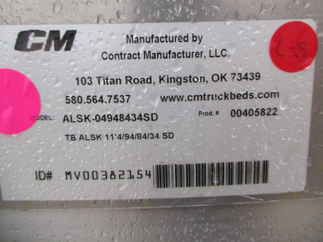 CM
Manufactured by
Contract Manufacturer, LLC.
103 Titan Road, Kingston, OK 73439
580.564.7537 www.cmtruckbeds.com
MODEL: ALSK-04948434SD Prod.# 00405822
TB ALSK 11'4/94/84/34 SD
ID# MV00382154